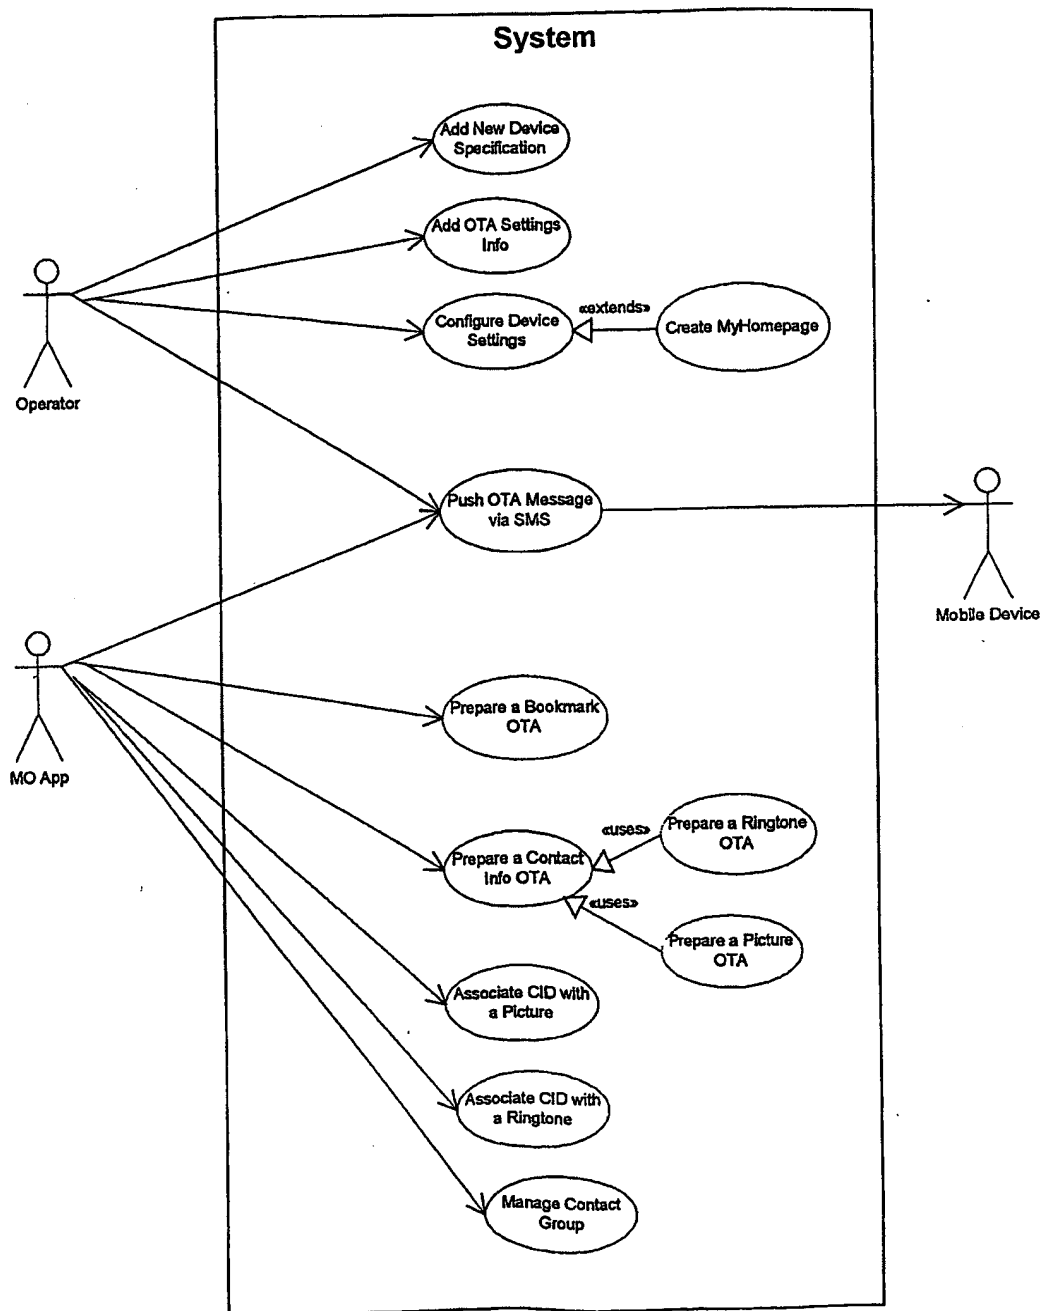 System
Add New Device
Specification
Add OTA Settings
Info
Configure Device
Settings
«extends»
Create MyHomepage
Operator
Push OTA Message
via SMS
Mobile Device
MO App
Prepare a Bookmark
OTA
Prepare a Contact
Info OTA
«uses»
Prepare a Ringtone
OTA
«uses»
Prepare a Picture
OTA
Associate CID with
a Picture
Associate CID with
a Ringtone
Manage Contact
Group